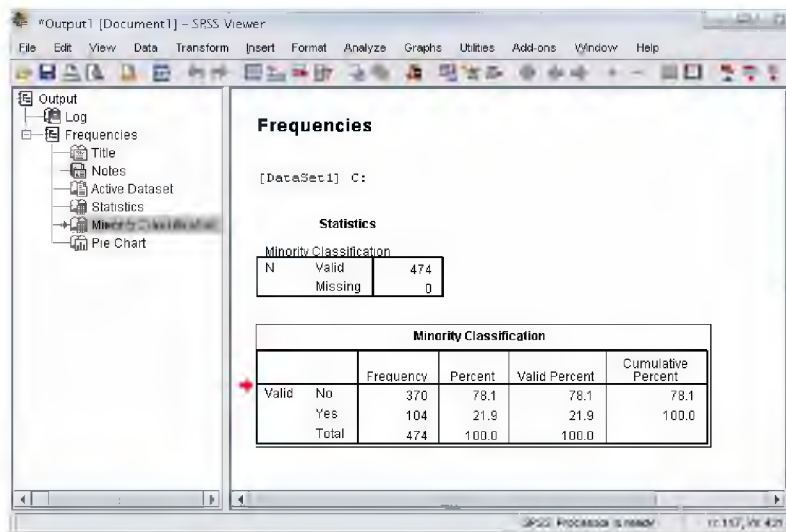 *Output1 [Document1] - SPSS Viewer
File Edit View Data Transform Insert Format Analyze Graphs Utilities Add-ons Window Help
Output
Log
Frequencies
Title
Notes
Active Dataset
Statistics
Pie Chart
Frequencies
[DataSet1] C:
Statistics
Minority Classification
N Valid 474
Missing 0
Minority Classification
Frequency Percent Valid Percent Cumulative Percent
Valid No 370 78.1 78.1 78.1
Yes 104 21.9 21.9 100.0
Total 474 100.0 100.0
SPSS Processor is ready